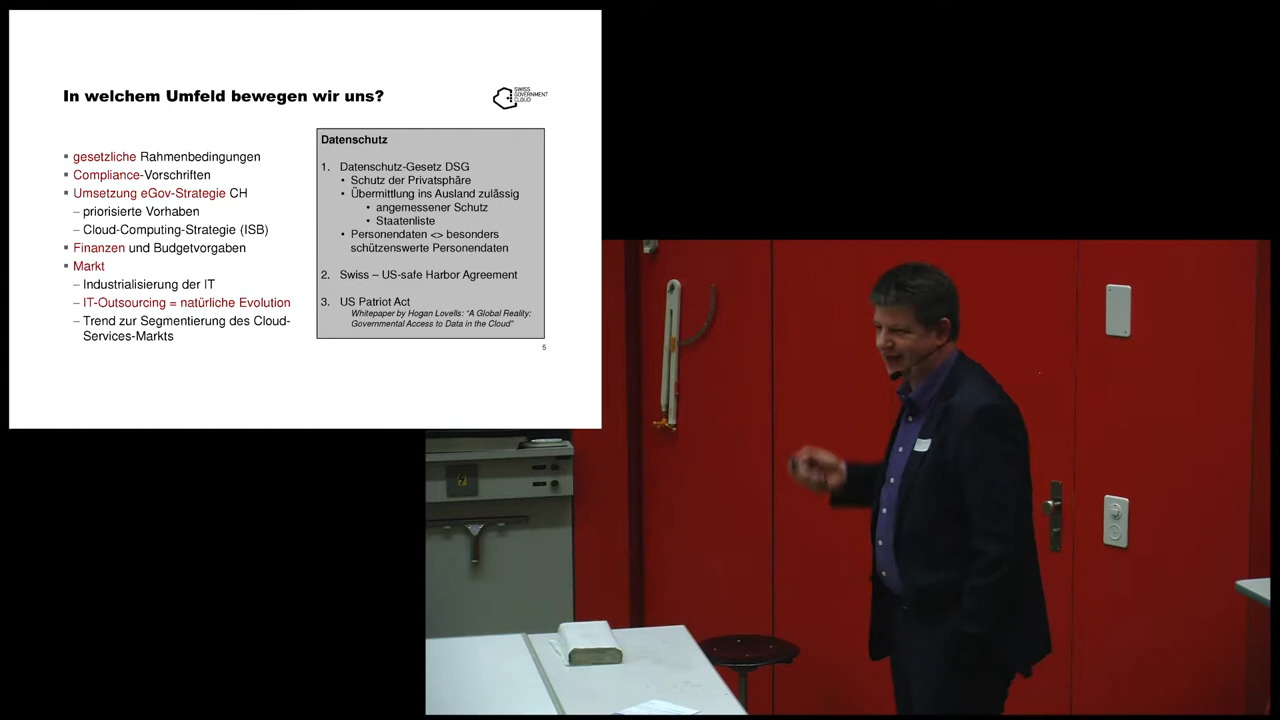 In welchem Umfeld bewegen wir uns?
SWISS
GOVERNMENT
CLOUD
▪ gesetzliche Rahmenbedingungen
▪ Compliance-Vorschriften
▪ Umsetzung eGov-Strategie CH
– priorisierte Vorhaben
– Cloud-Computing-Strategie (ISB)
▪ Finanzen und Budgetvorgaben
▪ Markt
– Industrialisierung der IT
– IT-Outsourcing = natürliche Evolution
– Trend zur Segmentierung des Cloud-
Services-Markts
Datenschutz
1. Datenschutz-Gesetz DSG
• Schutz der Privatsphäre
• Übermittlung ins Ausland zulässig
• angemessener Schutz
• Staatenliste
• Personendaten <> besonders
schützenswerte Personendaten
2. Swiss – US-safe Harbor Agreement
3. US Patriot Act
Whitepaper by Hogan Lovells: "A Global Reality:
Governmental Access to Data in the Cloud"
5